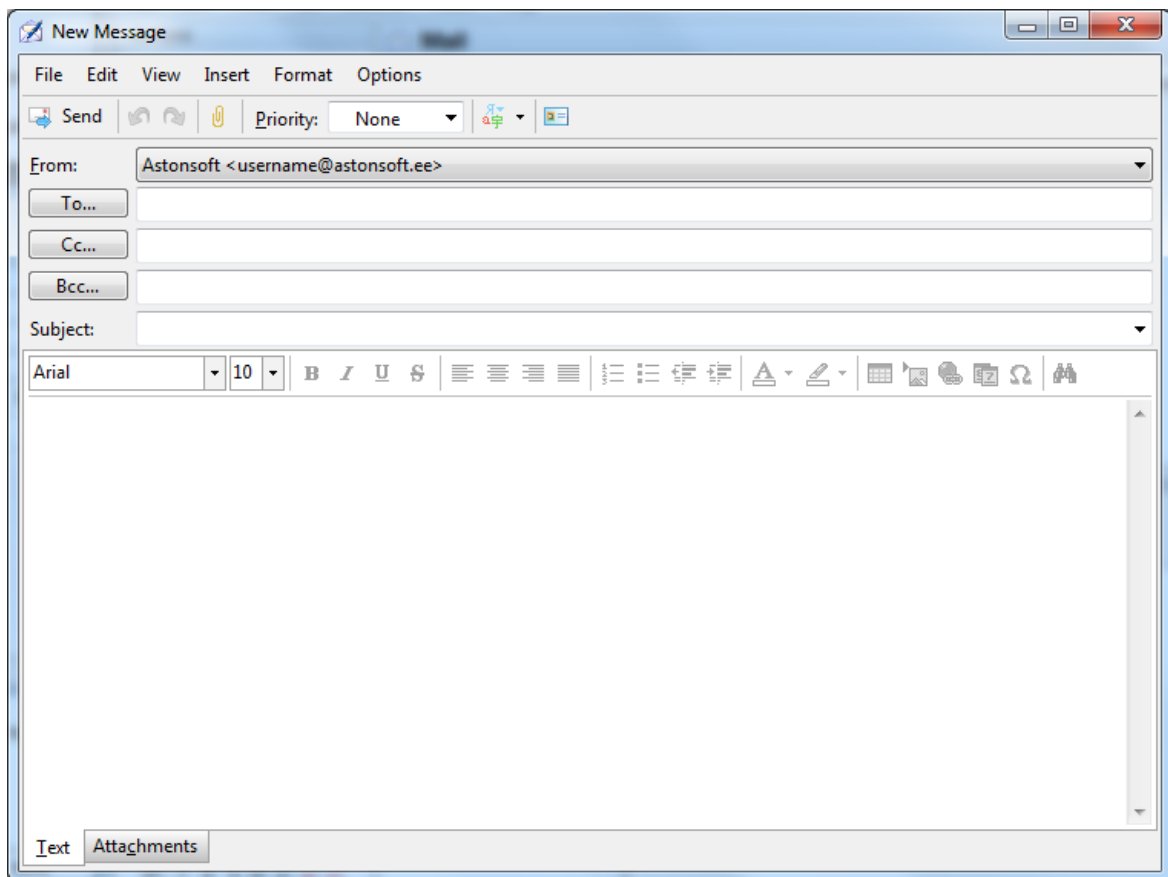 New Message
Mail
File Edit View Insert Format Options
Send Priority: None
From: Astonsoft <username@astonsoft.ee>
To...
Cc...
Bcc...
Subject:
Arial 10 B I U S A Ω
Text Attachments